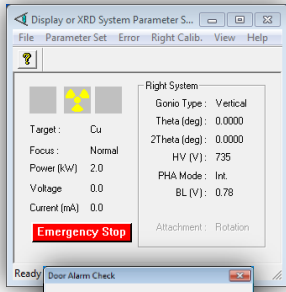 Display or XRD System Parameter S...
File Parameter Set Error Right Calib. View Help
?
Right System
Gonio Type : Vertical
Theta (deg) : 0.0000
Target : Cu
2Theta (deg) : 0.0000
Focus : Normal
HV (V) : 735
Power (kW) 2.0
PHA Mode : Int.
Voltage 0.0
BL (V) : 0.78
Current (mA) 0.0
Emergency Stop
Attachment : Rotation
Ready
Door Alarm Check